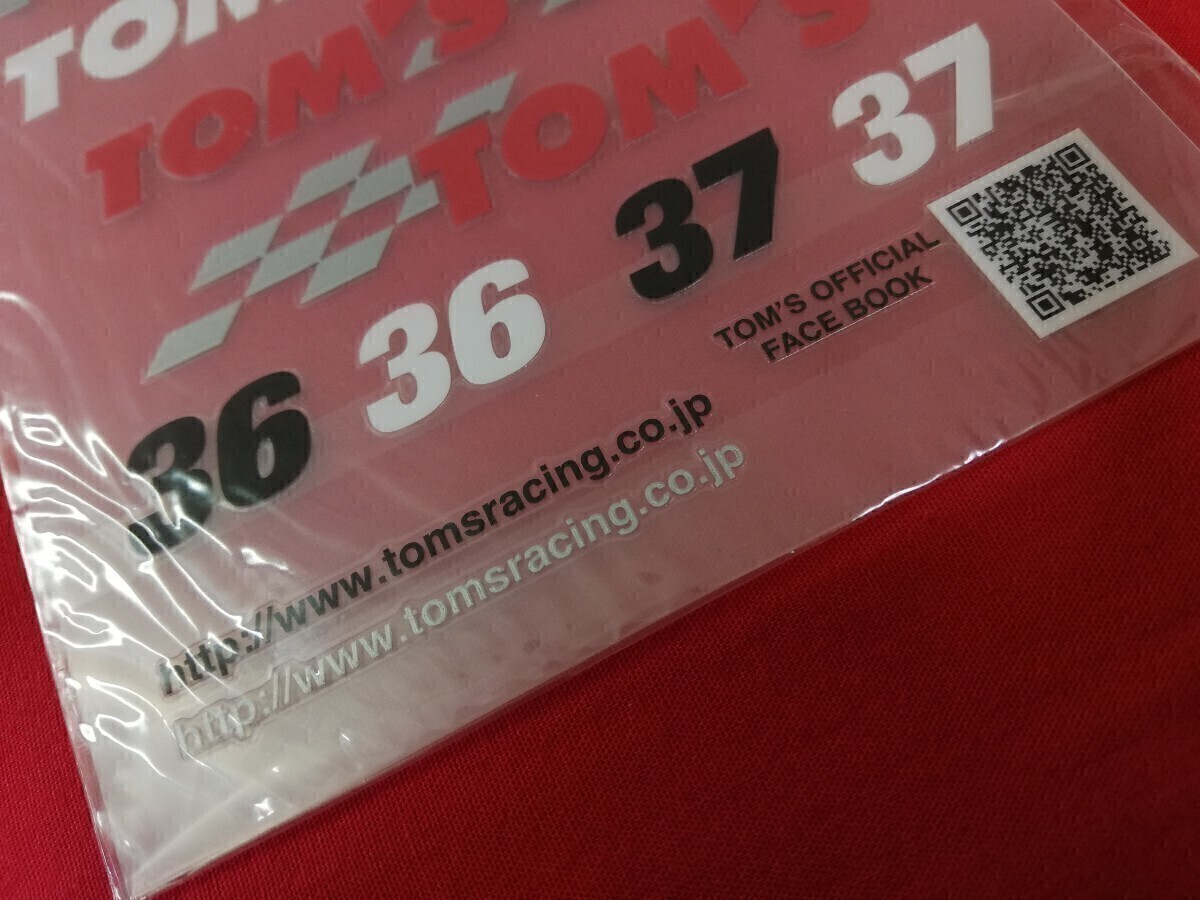 TOM'S
TOM'S
TOM'S
36 36 37 37
TOM'S OFFICIAL
FACE BOOK
http://www.tomsracing.co.jp
http://www.tomsracing.co.jp